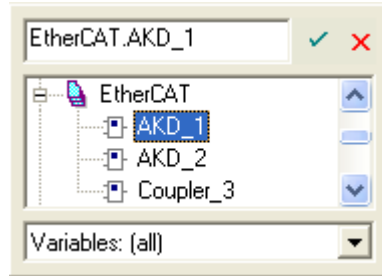 EtherCAT.AKD_1
EtherCAT
AKD_1
AKD_2
Coupler_3
Variables: (all)